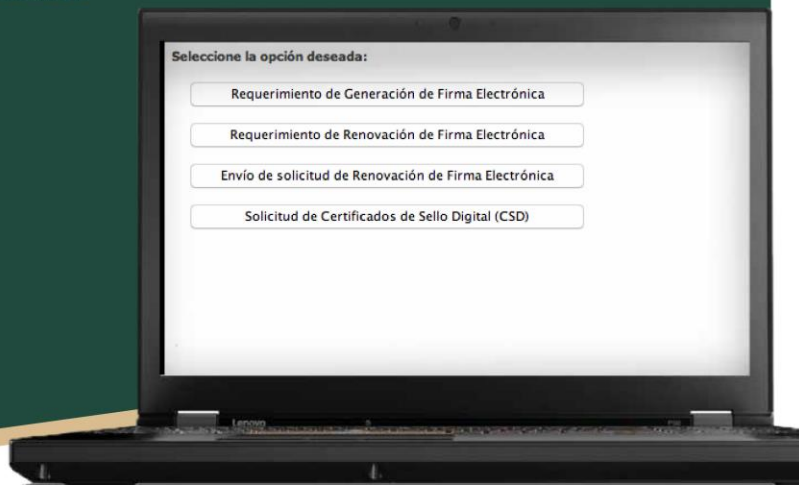 Seleccione la opción deseada:
Requerimiento de Generación de Firma Electrónica
Requerimiento de Renovación de Firma Electrónica
Envío de solicitud de Renovación de Firma Electrónica
Solicitud de Certificados de Sello Digital (CSD)
Lenovo